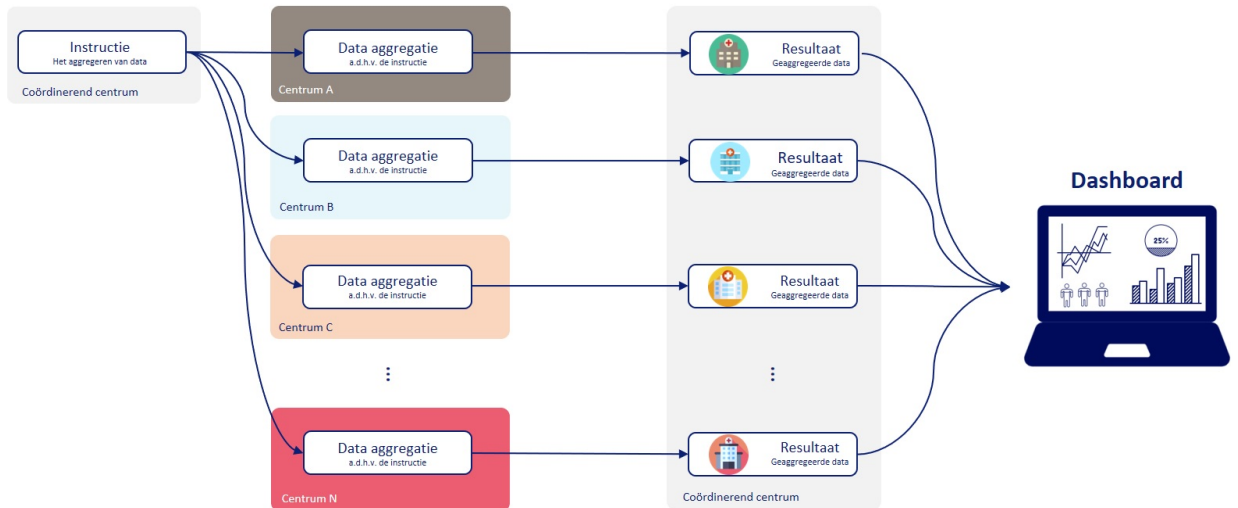 Instructie
Het aggregeren van data
Coördinerend centrum
Data aggregatie
a.d.h.v. de instructie
Centrum A
Data aggregatie
a.d.h.v. de instructie
Centrum B
Data aggregatie
a.d.h.v. de instructie
Centrum C
...
Data aggregatie
a.d.h.v. de instructie
Centrum N
Resultaat
Geaggregeerde data
Resultaat
Geaggregeerde data
Resultaat
Geaggregeerde data
...
Resultaat
Geaggregeerde data
Coördinerend centrum
Dashboard
25%